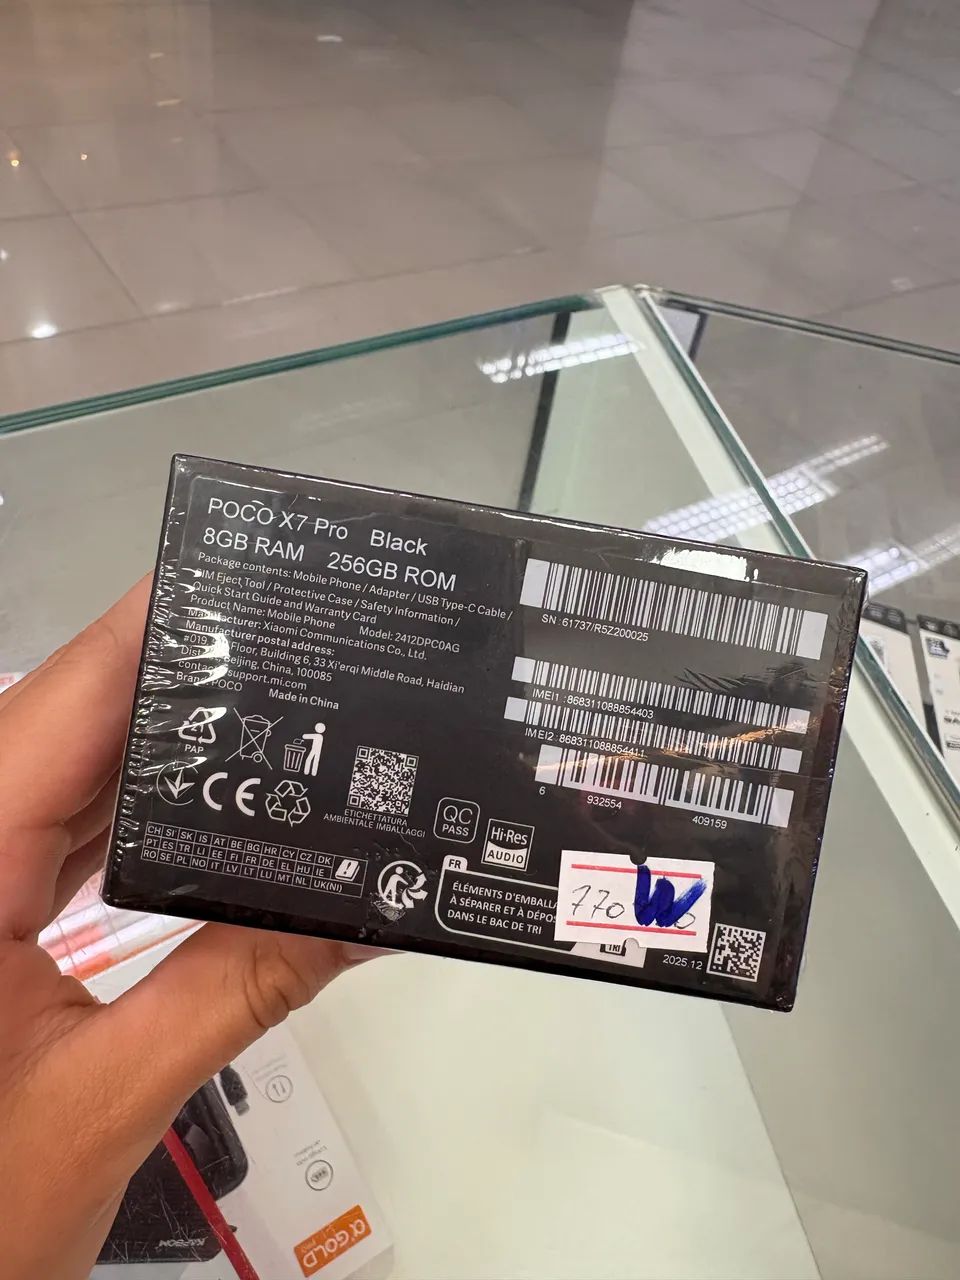 POCO X7 Pro Black
8GB RAM 256GB ROM
Package contents: Mobile Phone / Adapter / USB Type-C Cable /
SIM Eject Tool / Protective Case / Safety Information /
Quick Start Guide and Warranty Card
Product Name: Mobile Phone Model: 2412DPC0AG
Manufacturer: Xiaomi Communications Co., Ltd.
Manufacturer postal address:
#019, Floor, Building 6, 33 Xi'erqi Middle Road, Haidian
Beijing, China, 100085
support.mi.com
Brand: POCO
Made in China
SN :61737/R5Z200025
IMEI1 :868311088854403
IMEI2 :868311088854411
6 932554 409159
PAP
CE
ETICHETTATURA
AMBIENTALE IMBALLAGGI
QC
PASS
Hi-Res
AUDIO
CH SI SK IS AT BE BG HR CY CZ DK
PT ES TR LI EE FI FR DE EL HU IE
RO SE PL NO IT LV LT LU MT NL UK(NI)
FR
ÉLÉMENTS D'EMBALLA
À SÉPARER ET À DÉPOS
DANS LE BAC DE TRI
TRI
770
2025.12
GOLD